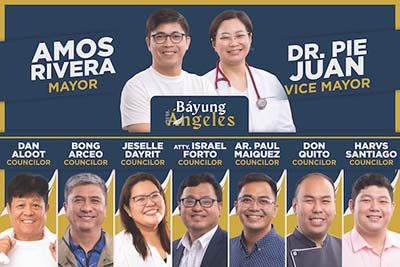 AMOS
RIVERA
MAYOR
DR. PIE
JUAN
VICE MAYOR
Báyung
Angeles
DAN
ALOOT
COUNCILOR
BONG
ARCEO
COUNCILOR
JESELLE
DAYRIT
COUNCILOR
ATTY. ISRAEL
FORTO
COUNCILOR
AR. PAUL
MAIQUEZ
COUNCILOR
DON
QUITO
COUNCILOR
HARVS
SANTIAGO
COUNCILOR